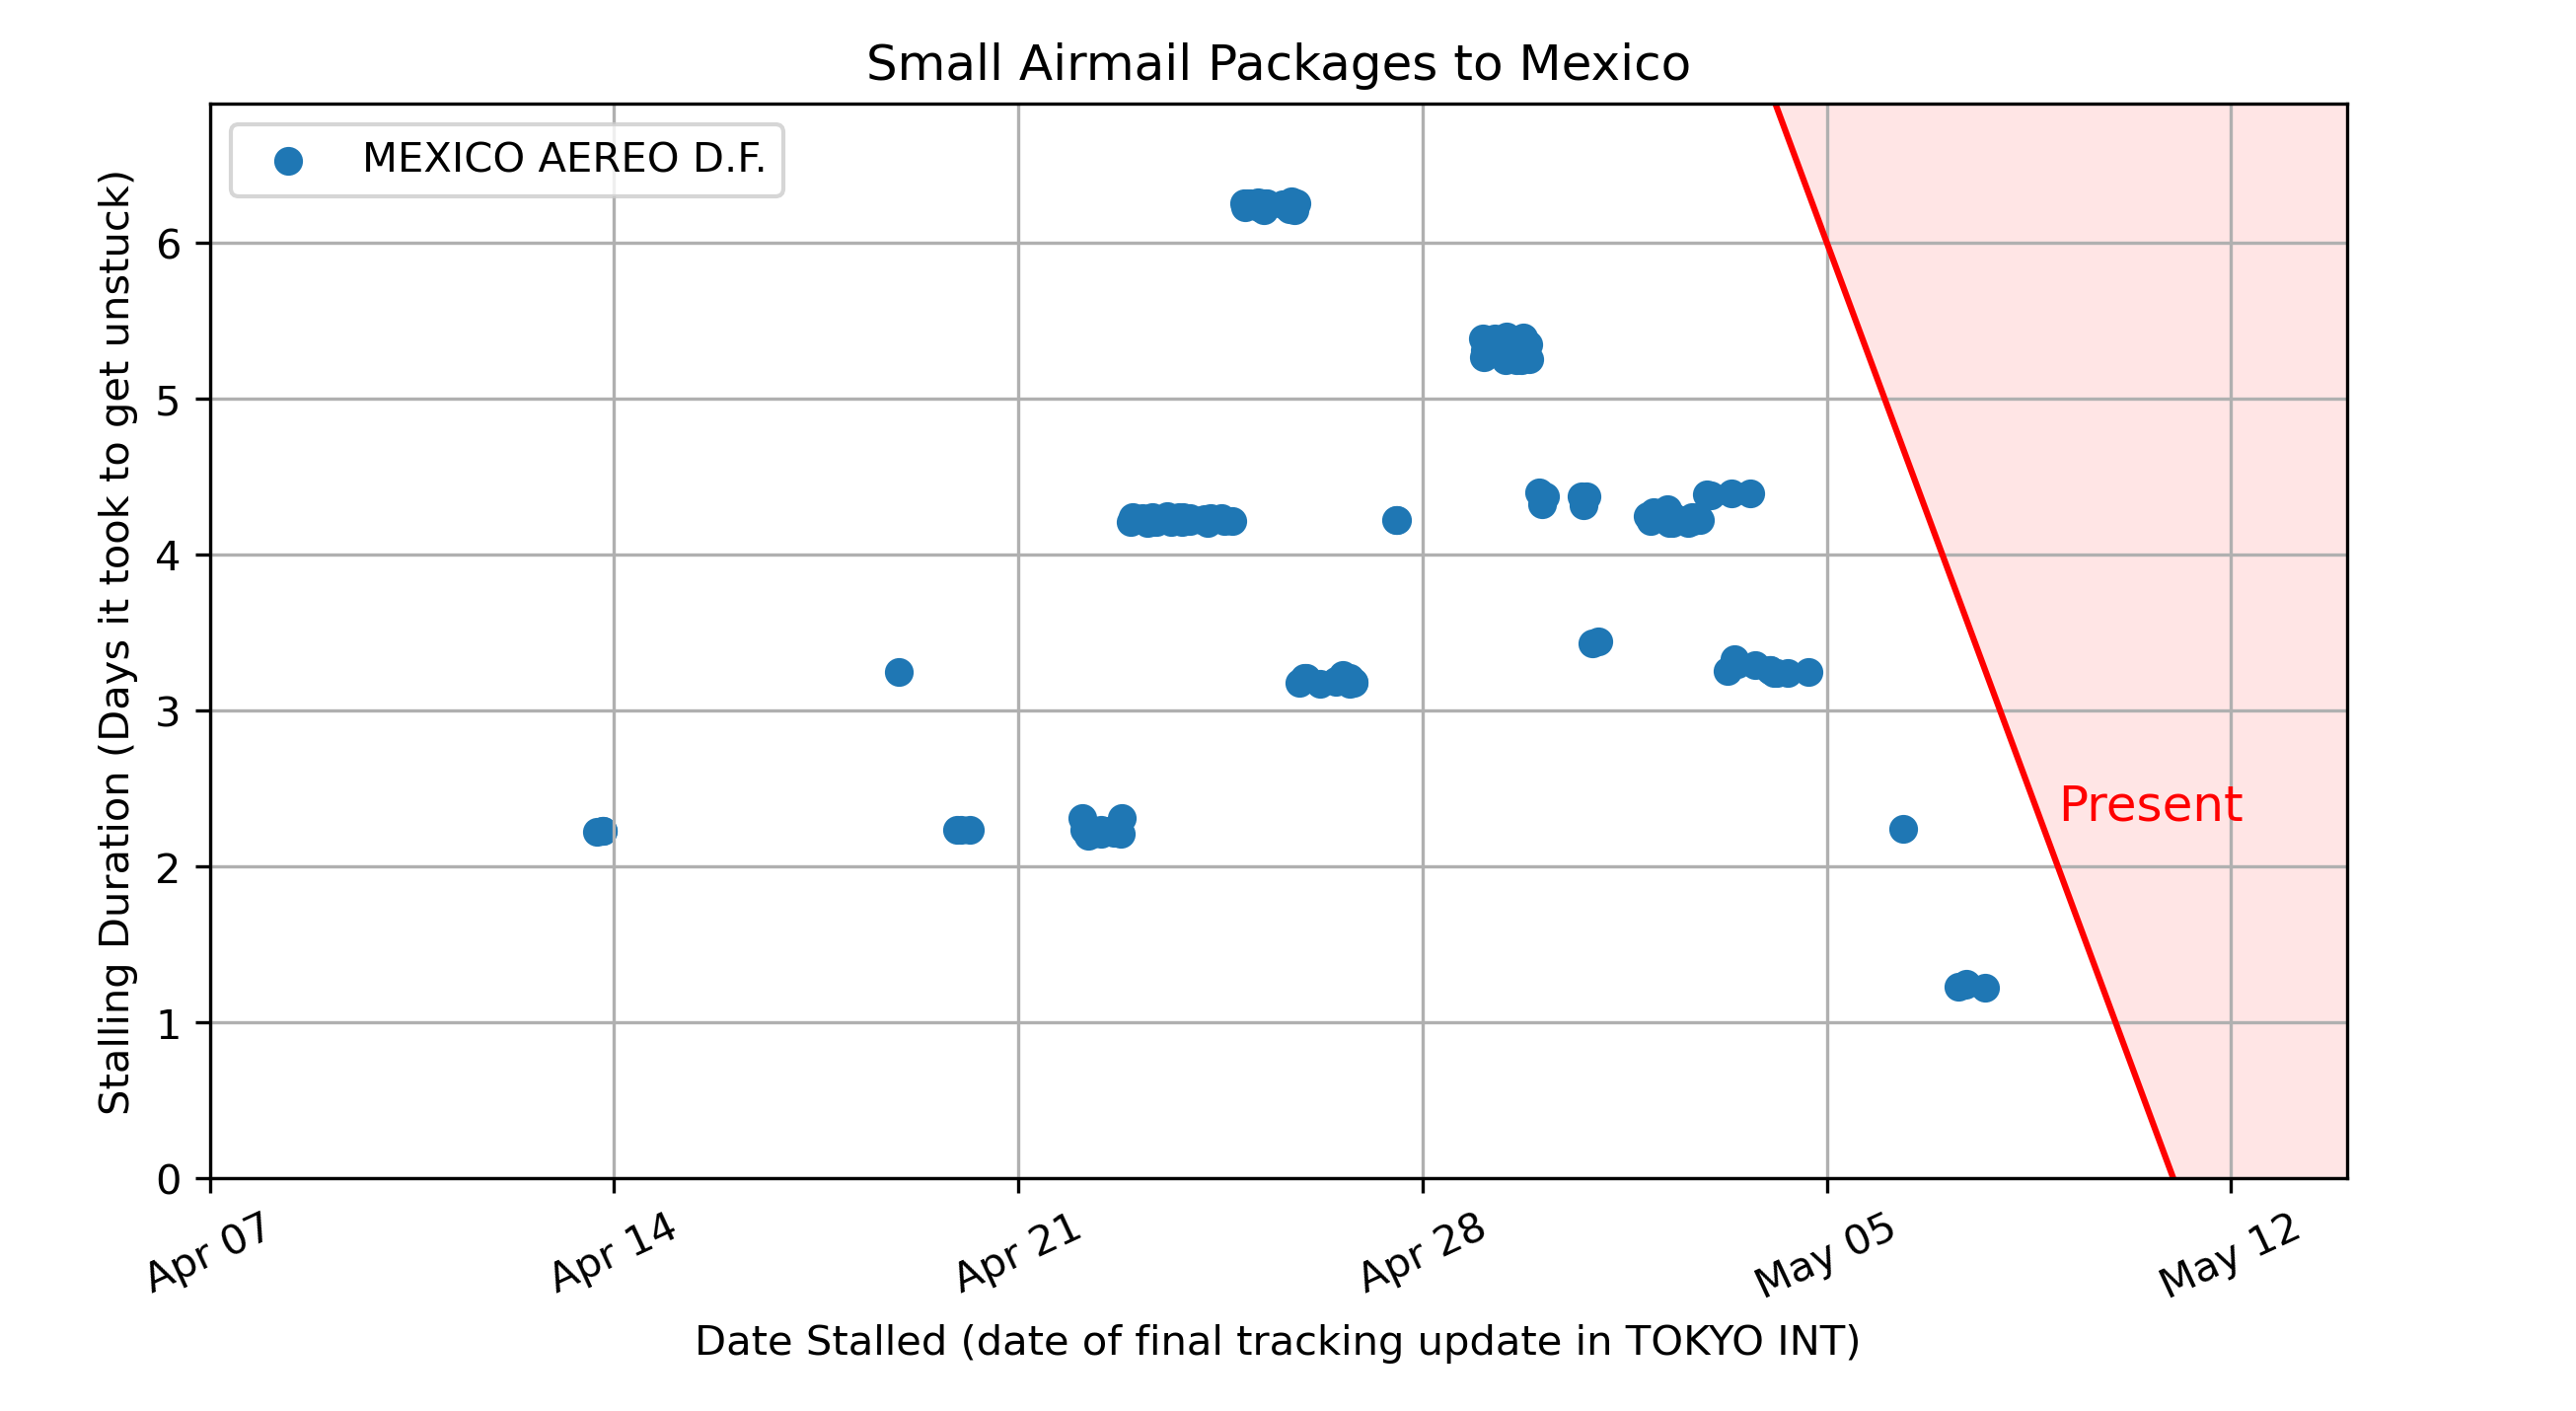 Small Airmail Packages to Mexico
MEXICO AEREO D.F.
Stalling Duration (Days it took to get unstuck)
6
5
4
3
2
1
0
Present
Apr 07
Apr 14
Apr 21
Apr 28
May 05
May 12
Date Stalled (date of final tracking update in TOKYO INT)